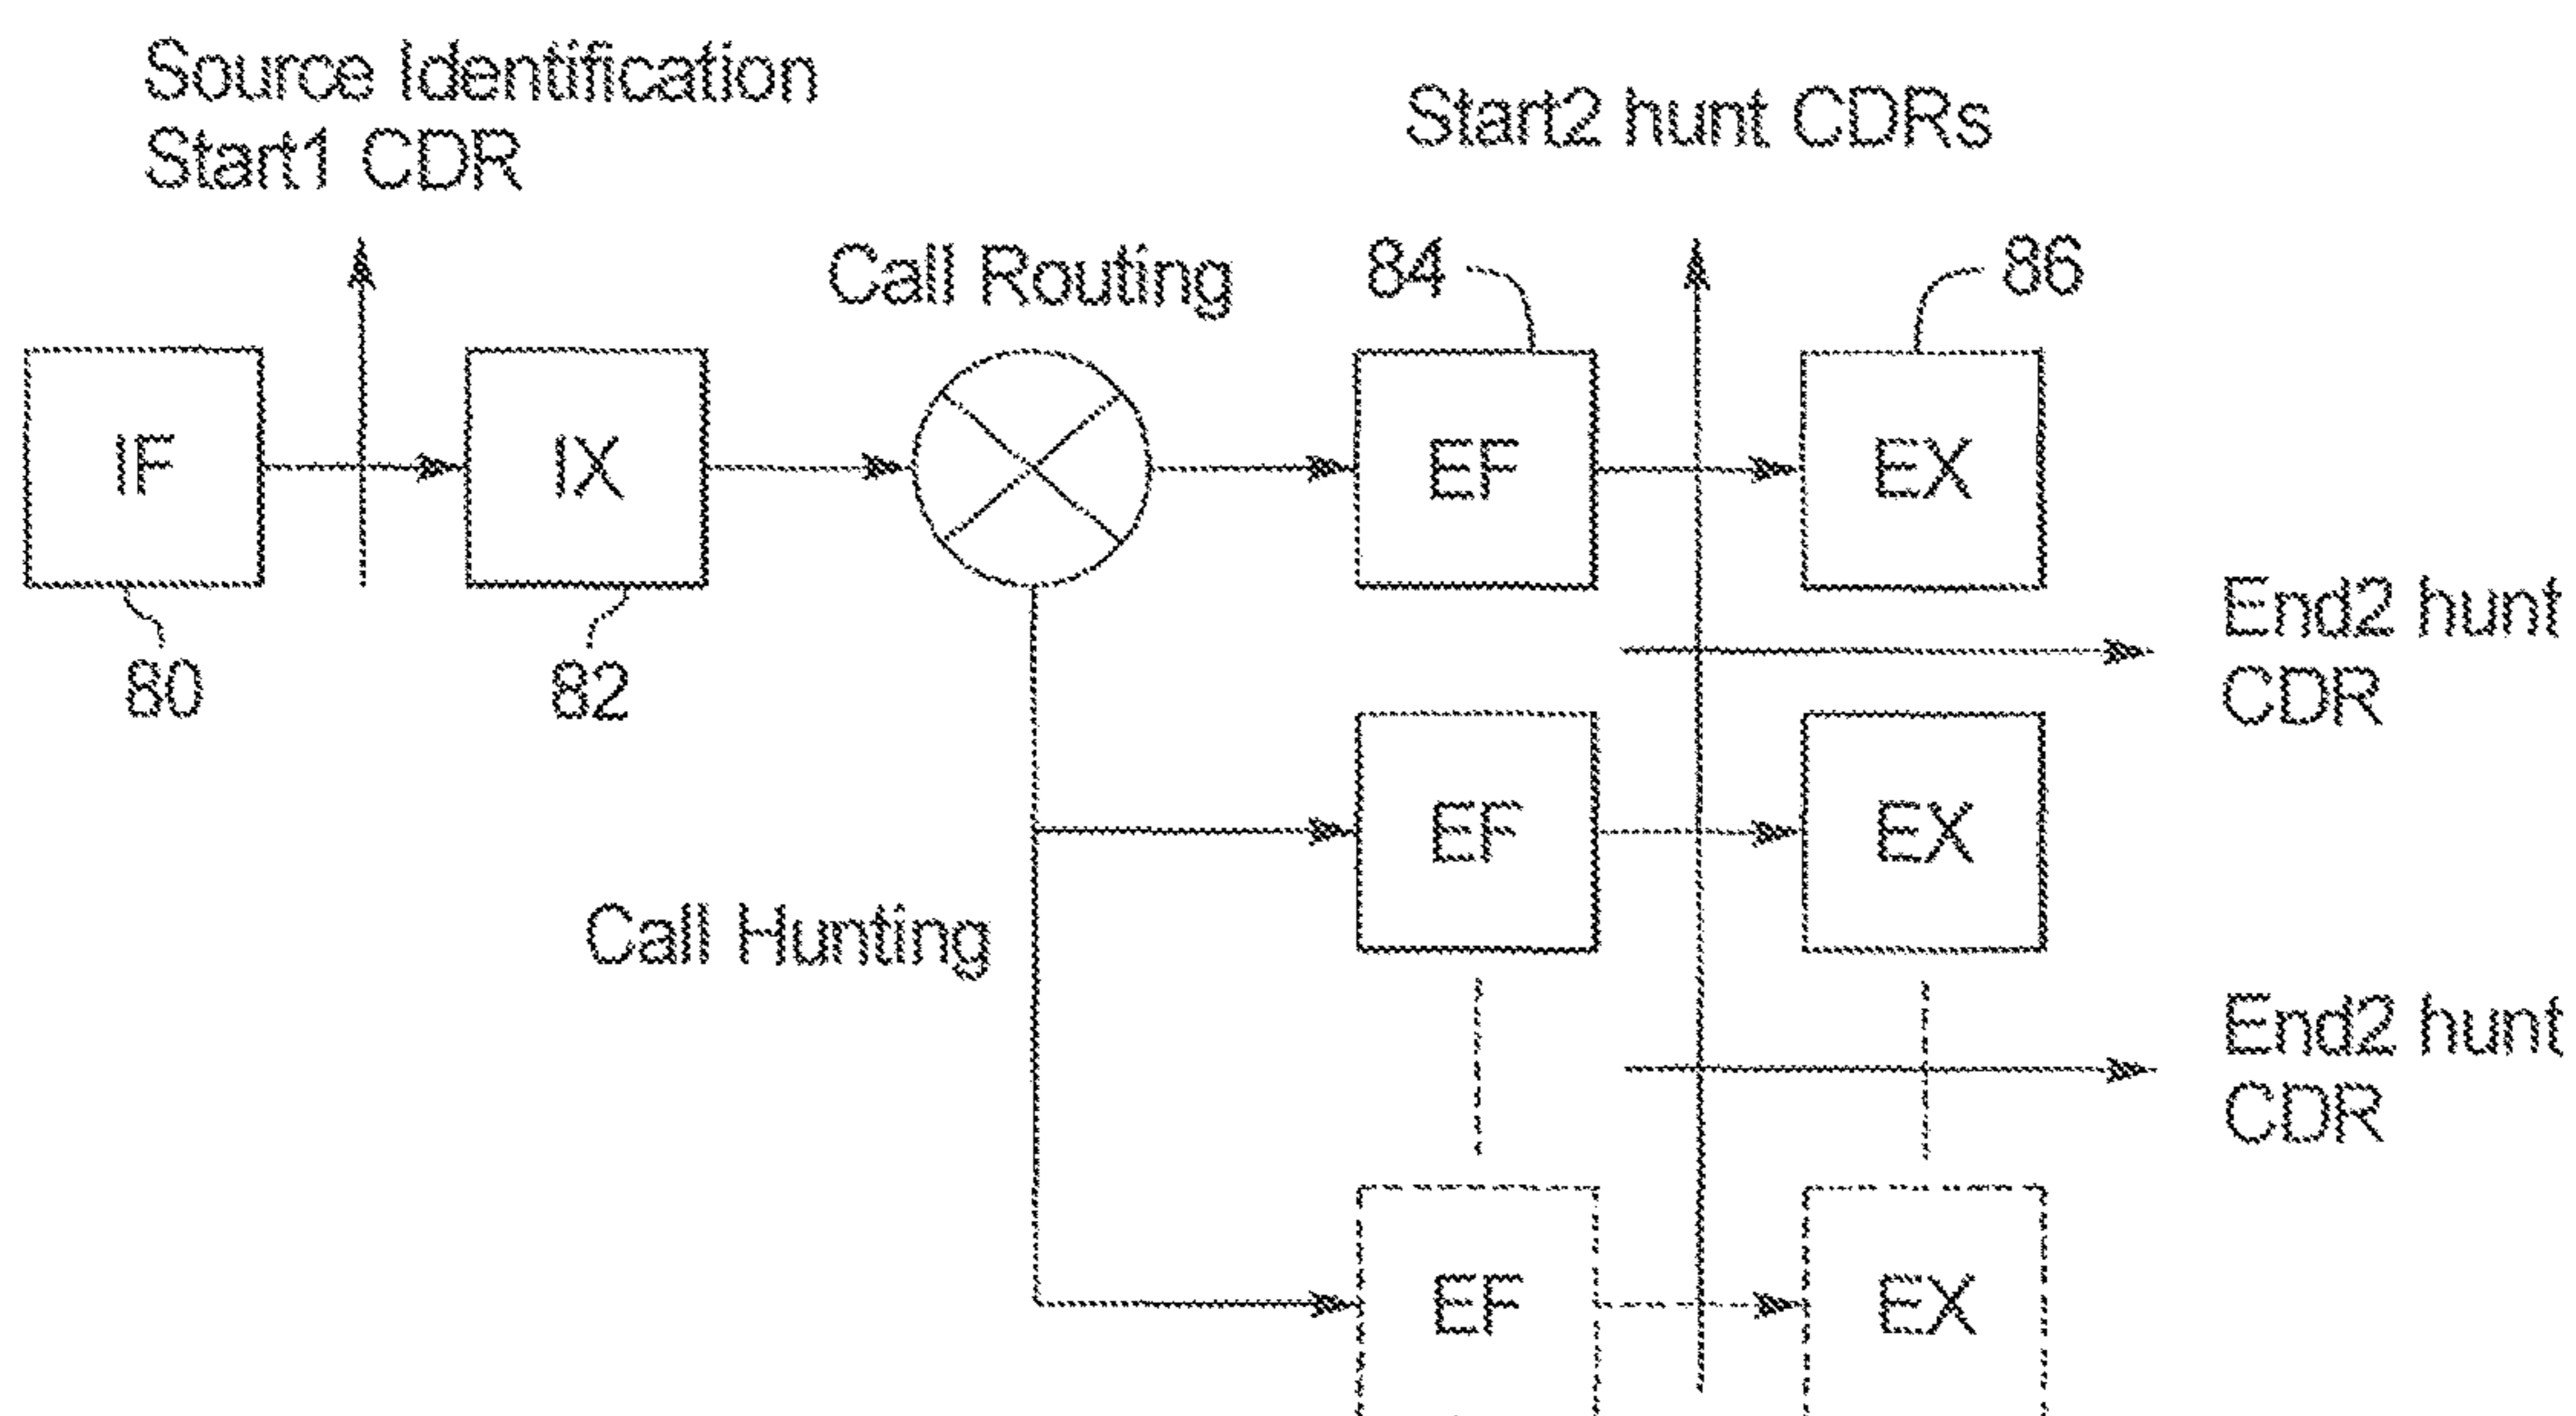 Source Identification
Start1 CDR
Start2 hunt CDRs
Call Routing
84
86
IF
IX
EF
EX
80
82
End2 hunt
CDR
EF
EX
Call Hunting
End2 hunt
CDR
EF
EX